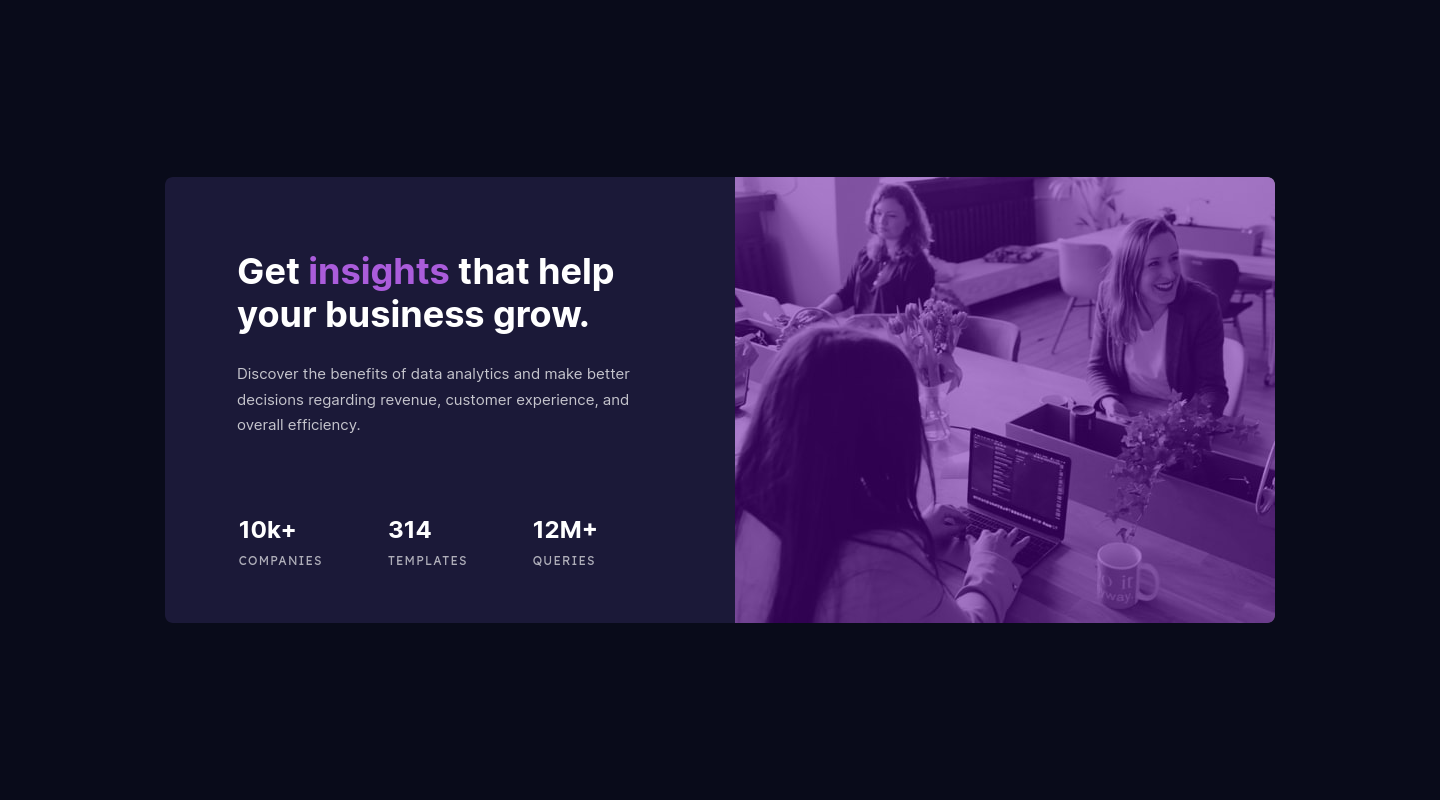 Get insights that help
your business grow.
Discover the benefits of data analytics and make better
decisions regarding revenue, customer experience, and
overall efficiency.
10k+ 314 12M+
COMPANIES TEMPLATES QUERIES